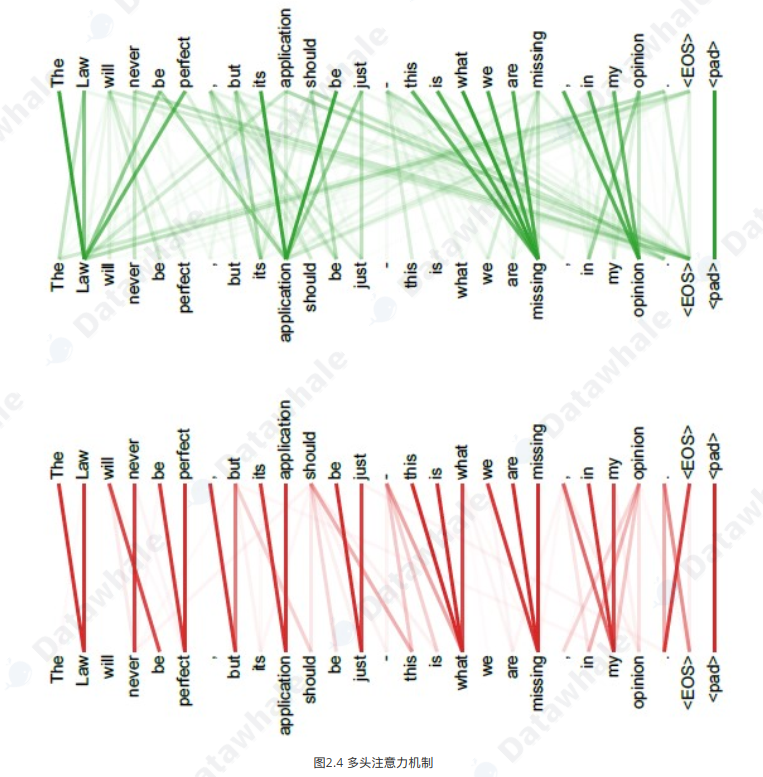 The Law will never be perfect , but its application should be just - this is what we are missing , in my opinion . <EOS> <pad>
The Law will never be perfect , but its application should be just - this is what we are missing , in my opinion . <EOS> <pad>
The Law will never be perfect , but its application should be just - this is what we are missing , in my opinion . <EOS> <pad>
The Law will never be perfect , but its application should be just - this is what we are missing , in my opinion . <EOS> <pad>
图2.4 多头注意力机制
Datawhale